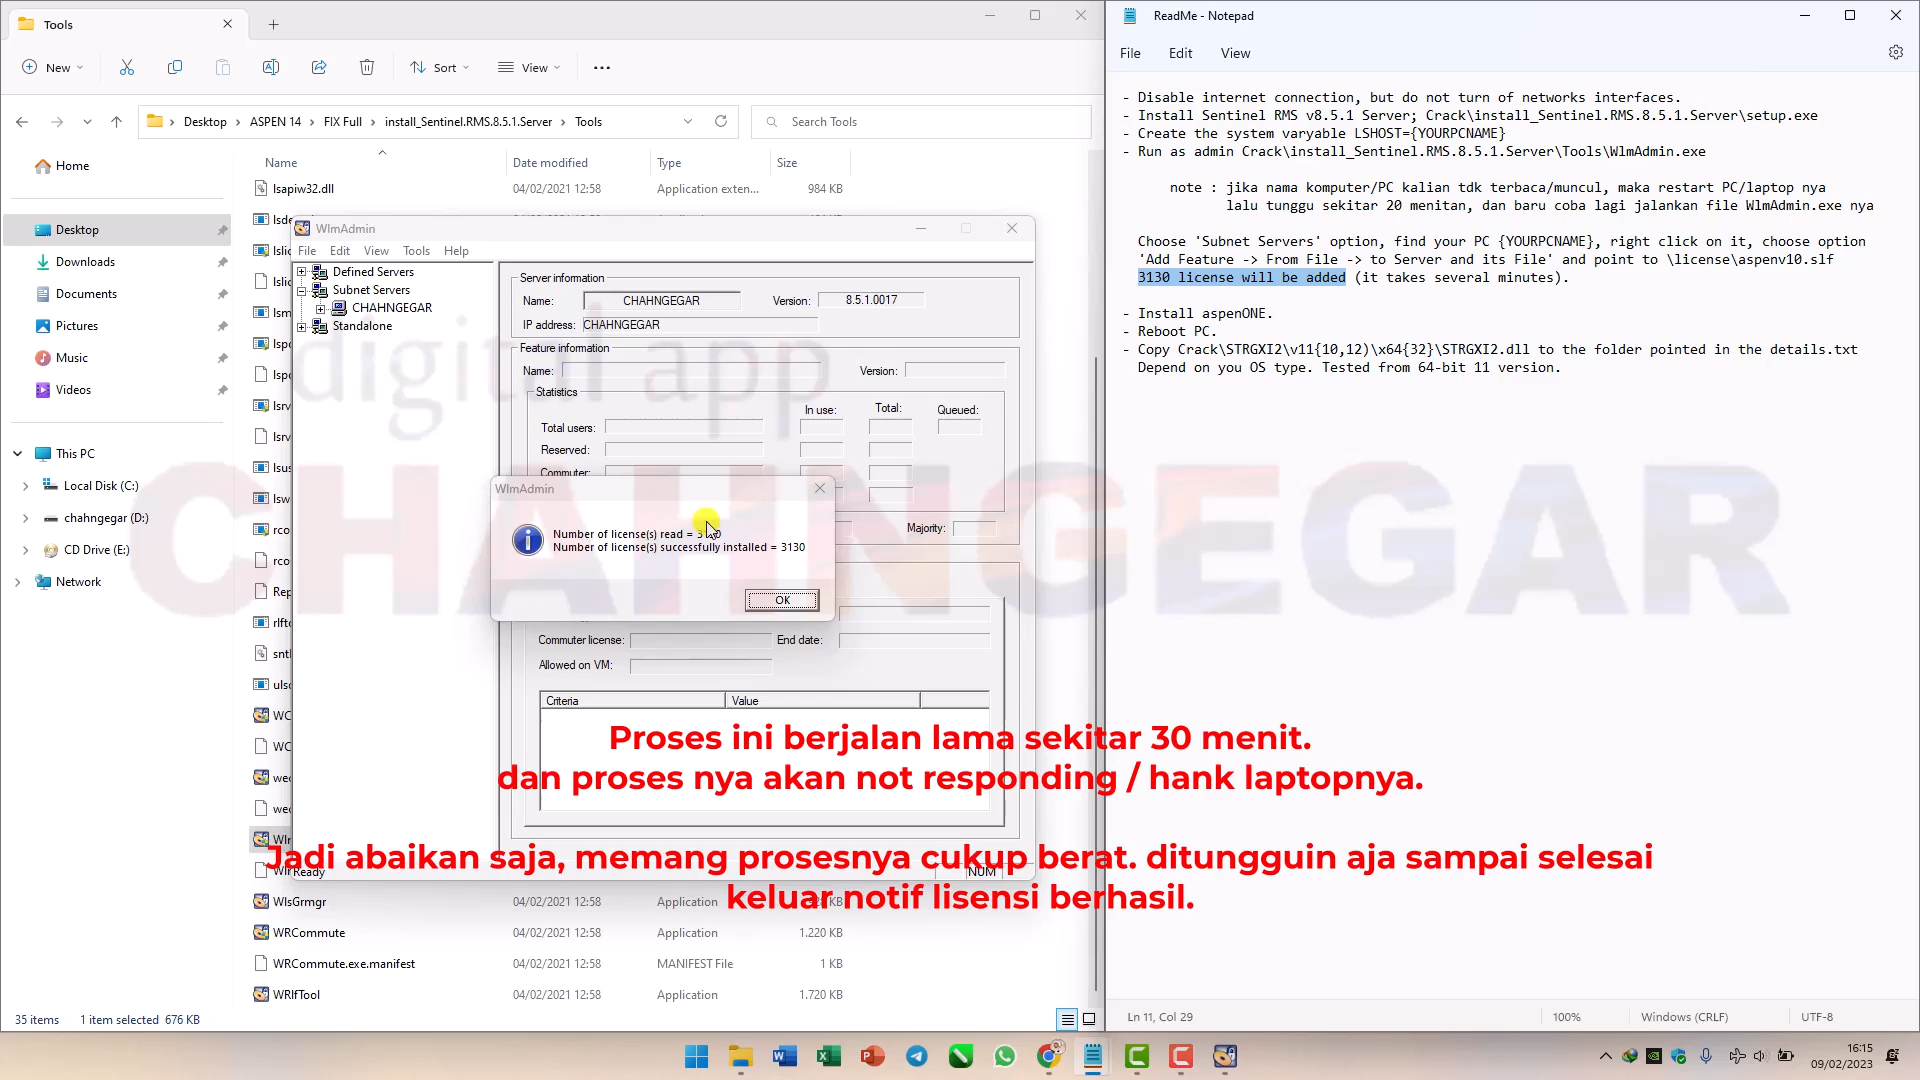 Tools
New
Sort
View
Desktop
ASPEN 14
FIX Full
install_Sentinel.RMS.8.5.1.Server
Tools
Search Tools
Home
Desktop
Downloads
Documents
Pictures
Music
Videos
This PC
Local Disk (C:)
chahngegar (D:)
CD Drive (E:)
Network
Name
Date modified
Type
Size
lsapiw32.dll 04/02/2021 12:58 Application exten... 984 KB
WlsGrmgr 04/02/2021 12:58 Application
WRCommute 04/02/2021 12:58 Application 1.220 KB
WRCommute.exe.manifest 04/02/2021 12:58 MANIFEST File 1 KB
WRlfTool 04/02/2021 12:58 Application 1.720 KB
35 items 1 item selected 676 KB
WlmAdmin
File Edit View Tools Help
Defined Servers
Subnet Servers
CHAHNGEGAR
Standalone
Server information
Name: CHAHNGEGAR Version: 8.5.1.0017
IP address: CHAHNGEGAR
Feature information
Name: Version:
Statistics
In use: Total: Queued:
Total users:
Reserved:
Commuter:
Majority:
Commuter license: End date:
Allowed on VM:
Criteria Value
Ready
NUM
WlmAdmin
Number of license(s) read =
Number of license(s) successfully installed = 3130
OK
digital app
CHAHNGEGAR
Proses ini berjalan lama sekitar 30 menit.
dan proses nya akan not responding / hank laptopnya.
Jadi abaikan saja, memang prosesnya cukup berat. ditungguin aja sampai selesai
keluar notif lisensi berhasil.
ReadMe - Notepad
File Edit View
- Disable internet connection, but do not turn of networks interfaces.
- Install Sentinel RMS v8.5.1 Server; Crack\install_Sentinel.RMS.8.5.1.Server\setup.exe
- Create the system varyable LSHOST={YOURPCNAME}
- Run as admin Crack\install_Sentinel.RMS.8.5.1.Server\Tools\WlmAdmin.exe
note : jika nama komputer/PC kalian tdk terbaca/muncul, maka restart PC/laptop nya
lalu tunggu sekitar 20 menitan, dan baru coba lagi jalankan file WlmAdmin.exe nya
Choose 'Subnet Servers' option, find your PC {YOURPCNAME}, right click on it, choose option
'Add Feature -> From File -> to Server and its File' and point to \license\aspenv10.slf
3130 license will be added (it takes several minutes).
- Install aspenONE.
- Reboot PC.
- Copy Crack\STRGXI2\v11{10,12)\x64{32}\STRGXI2.dll to the folder pointed in the details.txt
Depend on you OS type. Tested from 64-bit 11 version.
Ln 11, Col 29
100%
Windows (CRLF)
UTF-8
16:15
09/02/2023